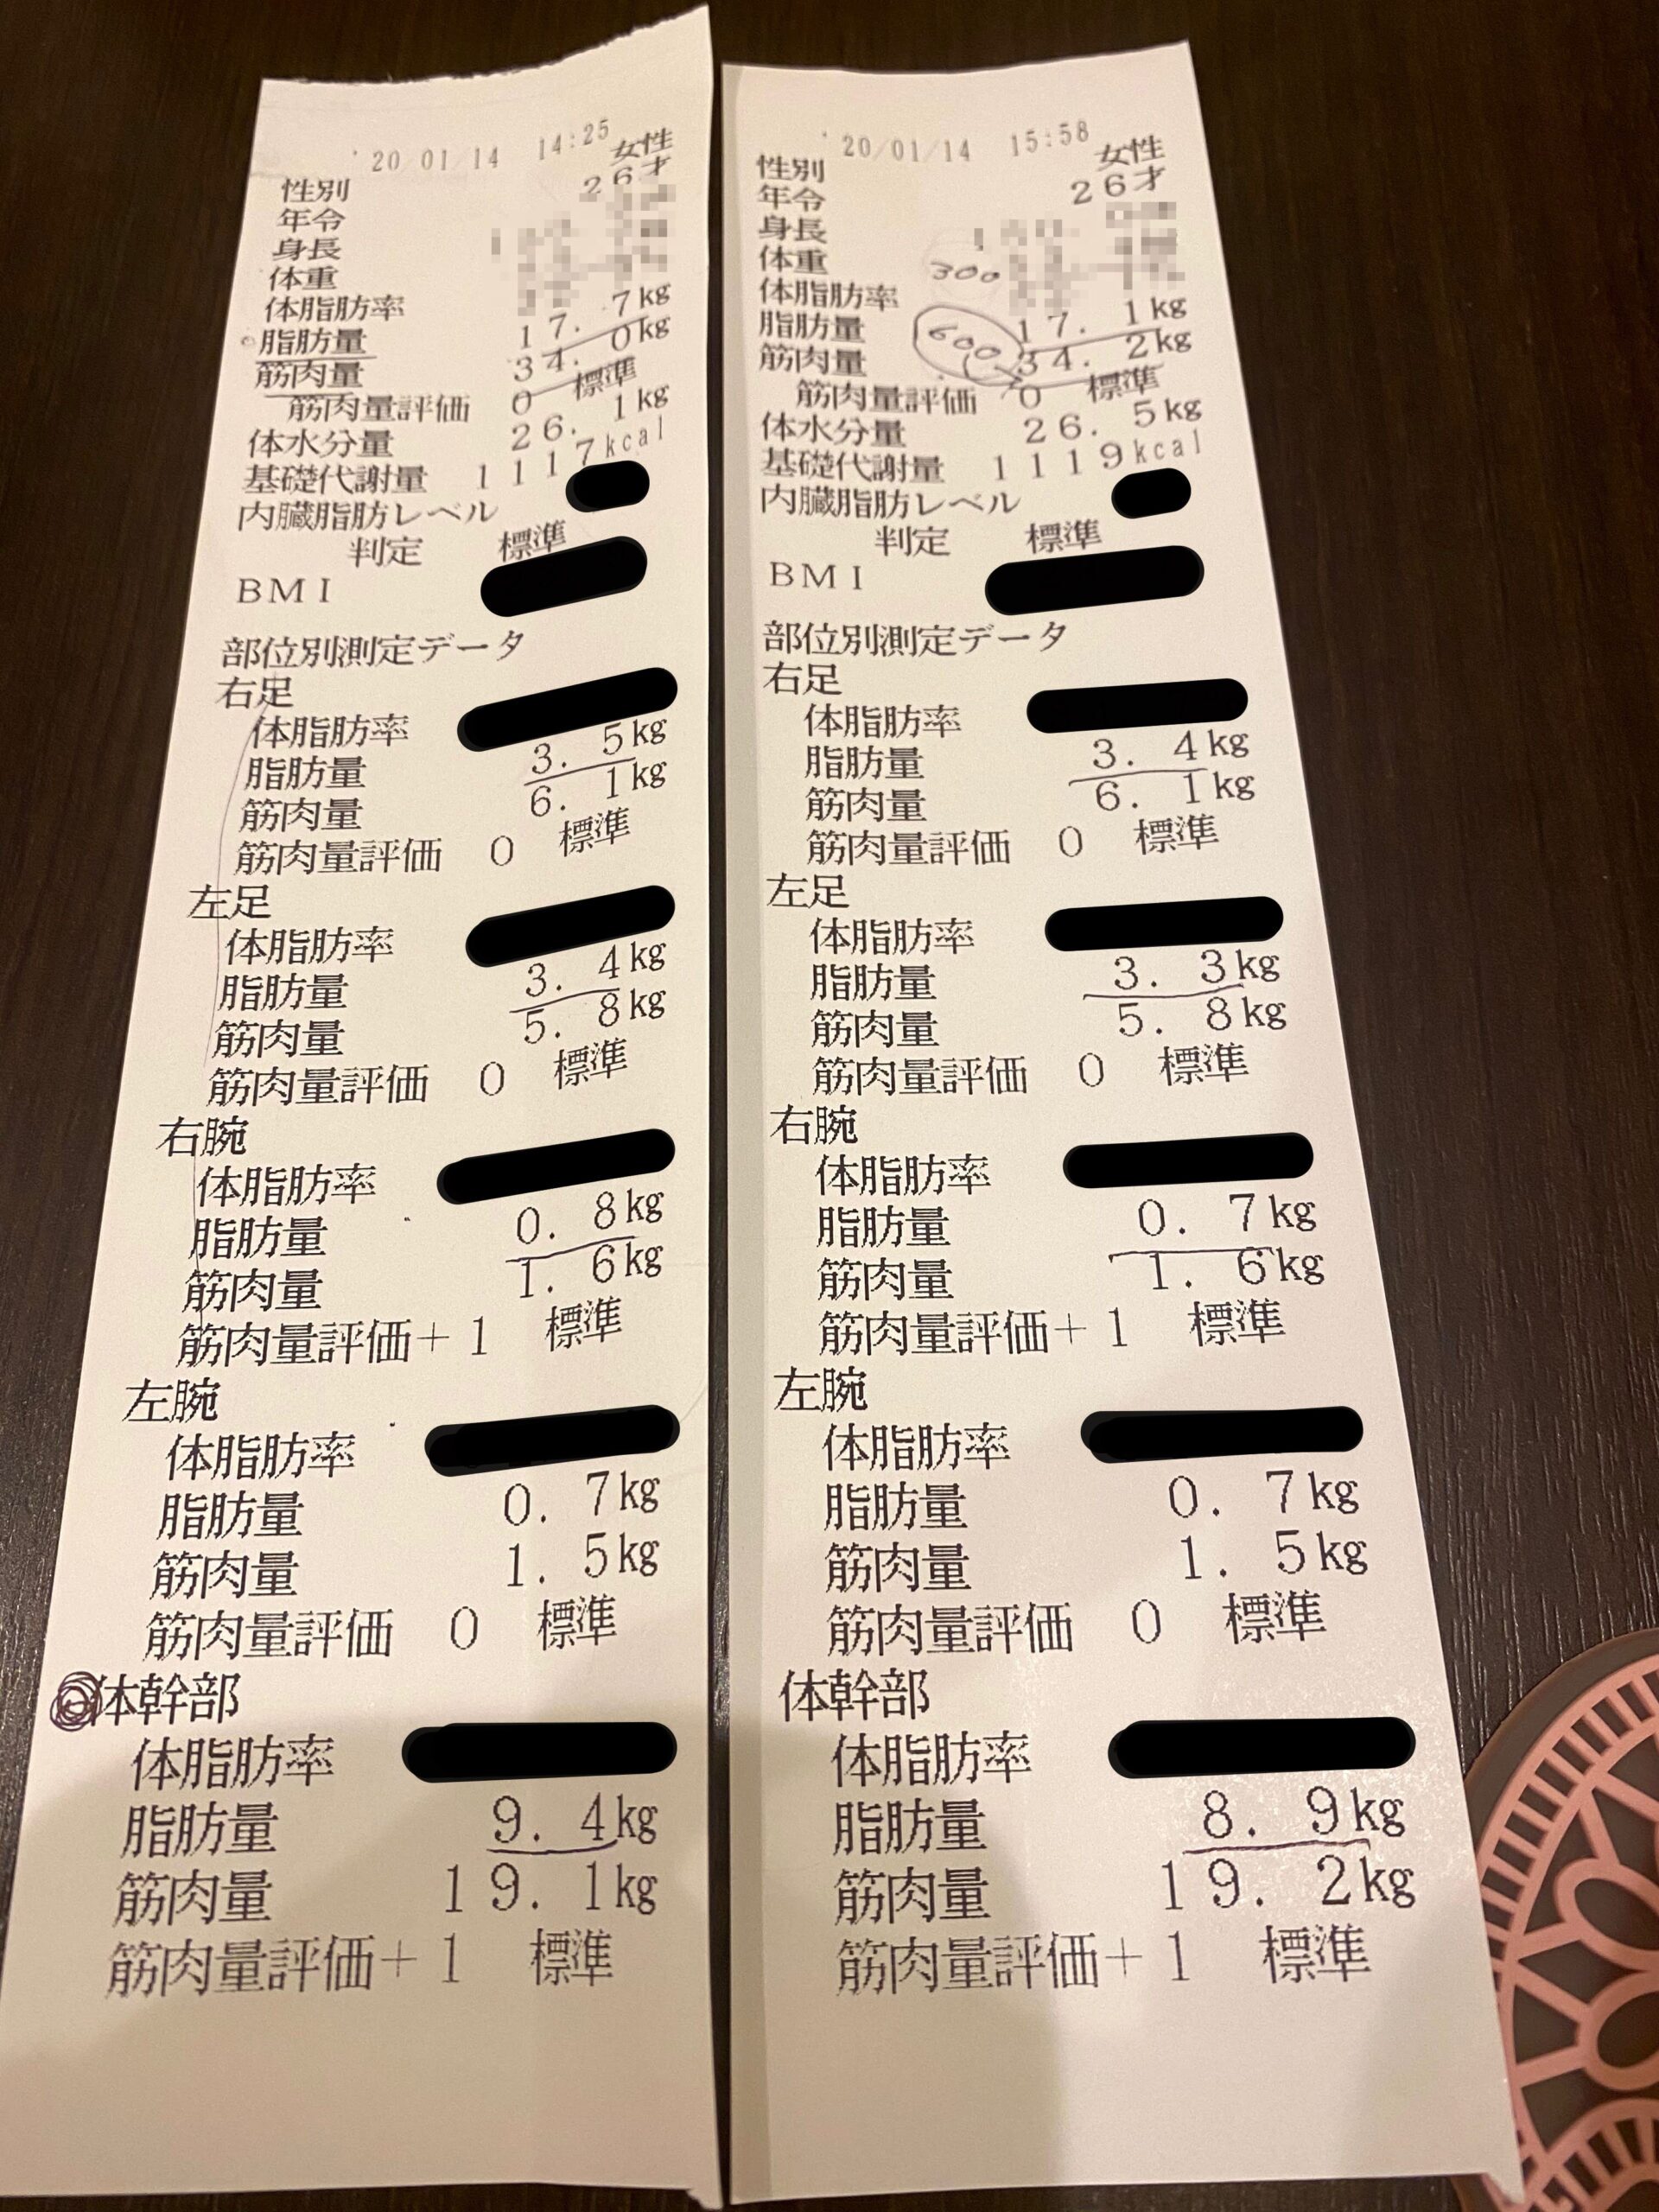 '20/01/14 14:25
性別 女性
年令 26才
身長
体重
体脂肪率
脂肪量 17.7kg
筋肉量 34.0kg
筋肉量評価 0 標準
体水分量 26.1kg
基礎代謝量 1117kcal
内臓脂肪レベル
判定 標準
BMI
部位別測定データ
右足
体脂肪率
脂肪量 3.5kg
筋肉量 6.1kg
筋肉量評価 0 標準
左足
体脂肪率
脂肪量 3.4kg
筋肉量 5.8kg
筋肉量評価 0 標準
右腕
体脂肪率
脂肪量 0.8kg
筋肉量 1.6kg
筋肉量評価+1 標準
左腕
体脂肪率
脂肪量 0.7kg
筋肉量 1.5kg
筋肉量評価 0 標準
体幹部
体脂肪率
脂肪量 9.4kg
筋肉量 19.1kg
筋肉量評価+1 標準
'20/01/14 15:58
性別 女性
年令 26才
身長
体重 300
体脂肪率
脂肪量 600 17.1kg
筋肉量 34.2kg
筋肉量評価 0 標準
体水分量 26.5kg
基礎代謝量 1119kcal
内臓脂肪レベル
判定 標準
BMI
部位別測定データ
右足
体脂肪率
脂肪量 3.4kg
筋肉量 6.1kg
筋肉量評価 0 標準
左足
体脂肪率
脂肪量 3.3kg
筋肉量 5.8kg
筋肉量評価 0 標準
右腕
体脂肪率
脂肪量 0.7kg
筋肉量 1.6kg
筋肉量評価+1 標準
左腕
体脂肪率
脂肪量 0.7kg
筋肉量 1.5kg
筋肉量評価 0 標準
体幹部
体脂肪率
脂肪量 8.9kg
筋肉量 19.2kg
筋肉量評価+1 標準